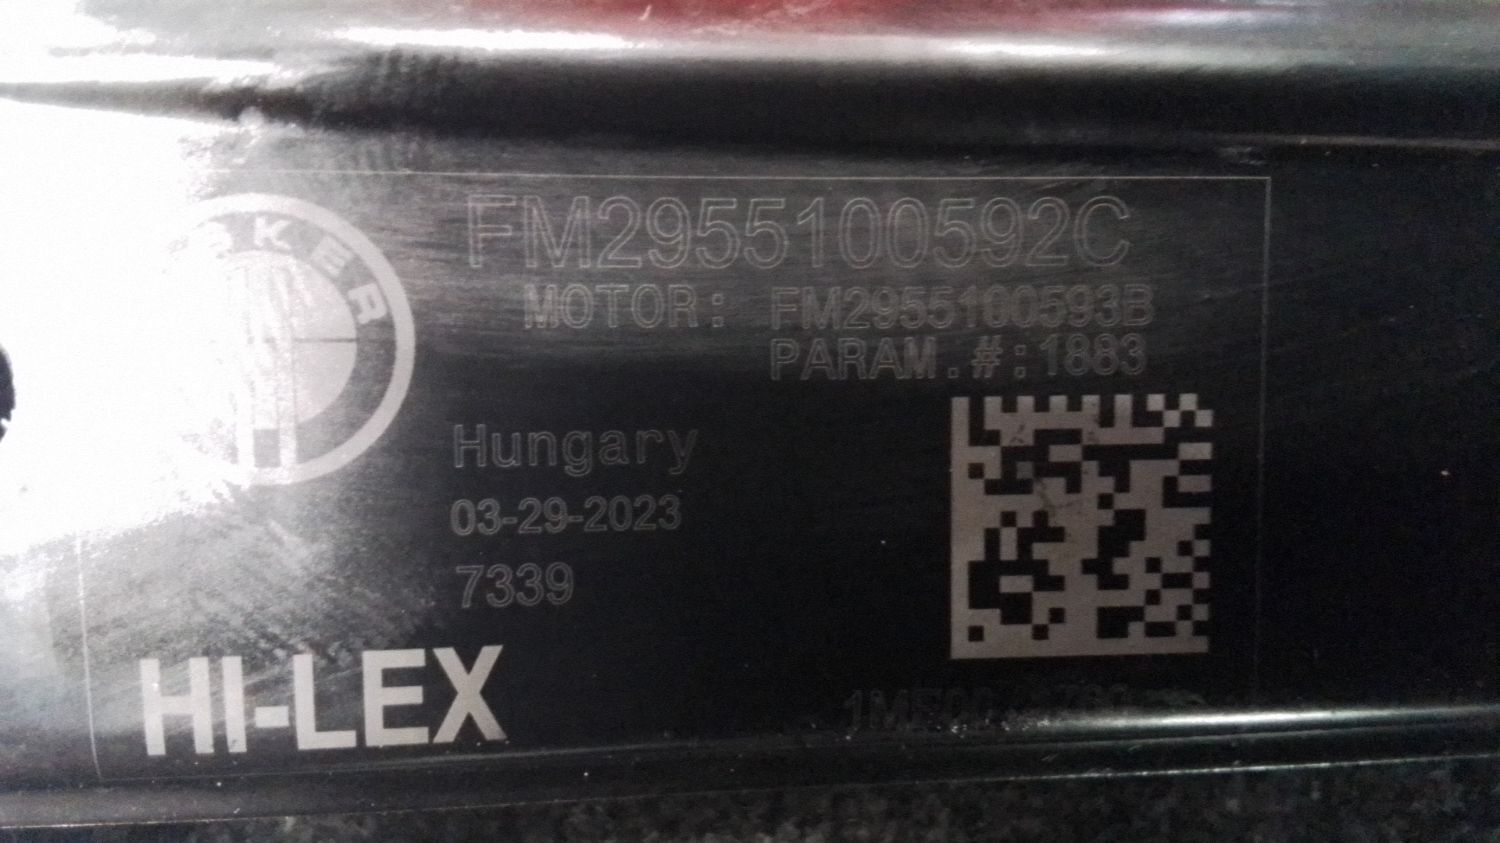 FM2955100592C
MOTOR: FM2955100593B
PARAM.#:1883
Hungary
03-29-2023
7339
HI-LEX